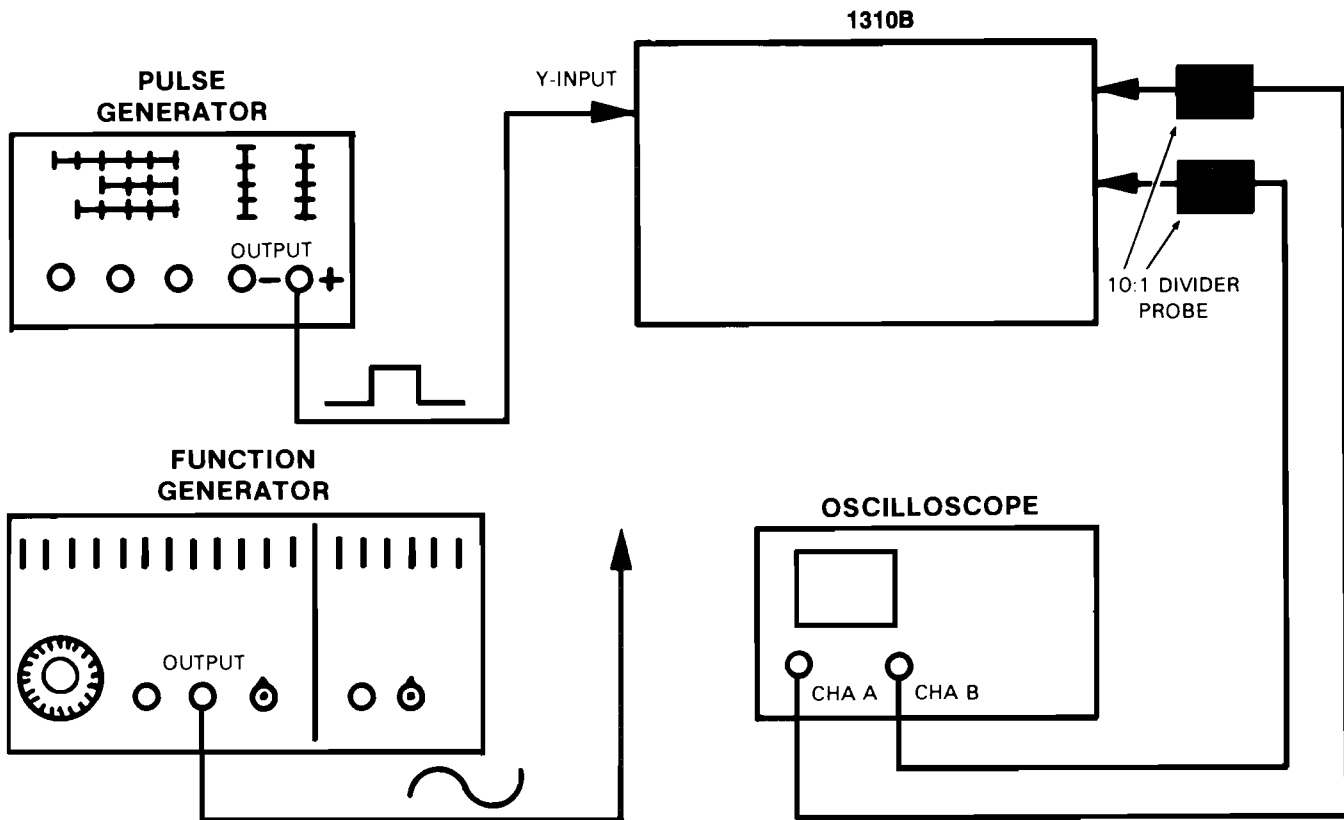 1310B
PULSE
GENERATOR
Y-INPUT
OUTPUT
- +
10:1 DIVIDER
PROBE
FUNCTION
GENERATOR
OUTPUT
OSCILLOSCOPE
CHA A
CHA B